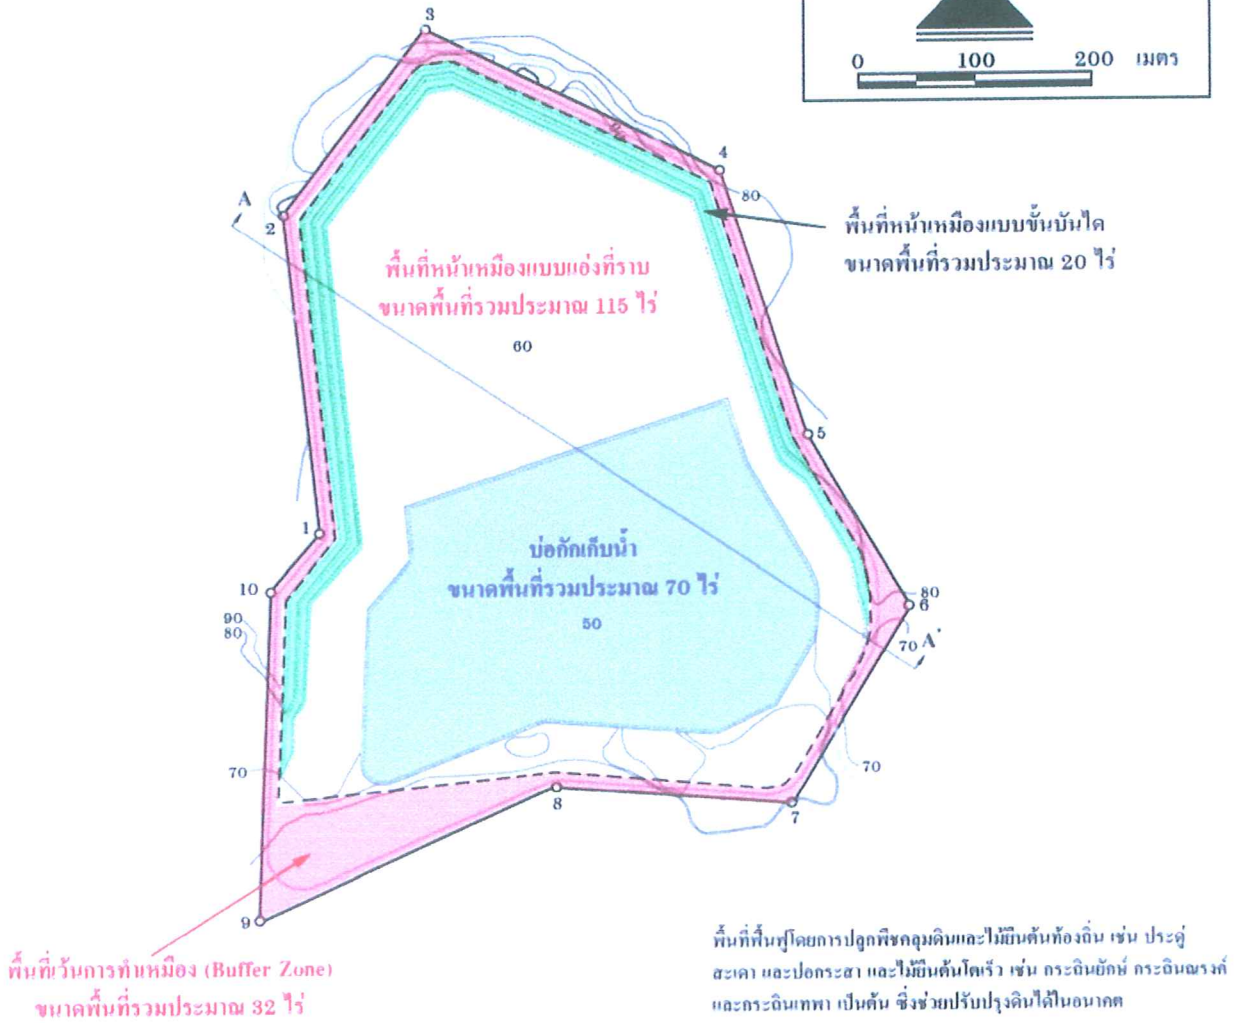 0 100 200 เมตร
3
4
80
A
2
พื้นที่หน้าเหมืองแบบขั้นบันได
ขนาดพื้นที่รวมประมาณ 20 ไร่
พื้นที่หน้าเหมืองแบบแอ่งที่ราบ
ขนาดพื้นที่รวมประมาณ 115 ไร่
60
5
1
บ่อกักเก็บน้ำ
ขนาดพื้นที่รวมประมาณ 70 ไร่
50
10
80
6
90
80
70 A'
70
70
8
7
9
พื้นที่เว้นการทำเหมือง (Buffer Zone)
ขนาดพื้นที่รวมประมาณ 32 ไร่
พื้นที่ฟื้นฟูโดยการปลูกพืชคลุมดินและไม้ยืนต้นท้องถิ่น เช่น ประดู่
สะเดา และปอกระสา และไม้ยืนต้นโตเร็ว เช่น กระถินยักษ์ กระถินณรงค์
และกระถินเทพา เป็นต้น ซึ่งช่วยปรับปรุงดินได้ในอนาคต